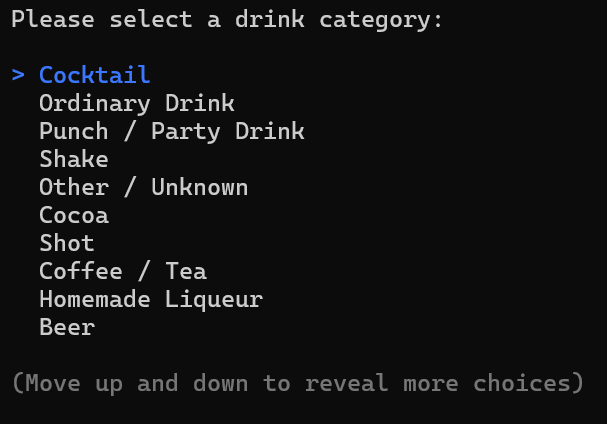 Please select a drink category:
> Cocktail
Ordinary Drink
Punch / Party Drink
Shake
Other / Unknown
Cocoa
Shot
Coffee / Tea
Homemade Liqueur
Beer
(Move up and down to reveal more choices)